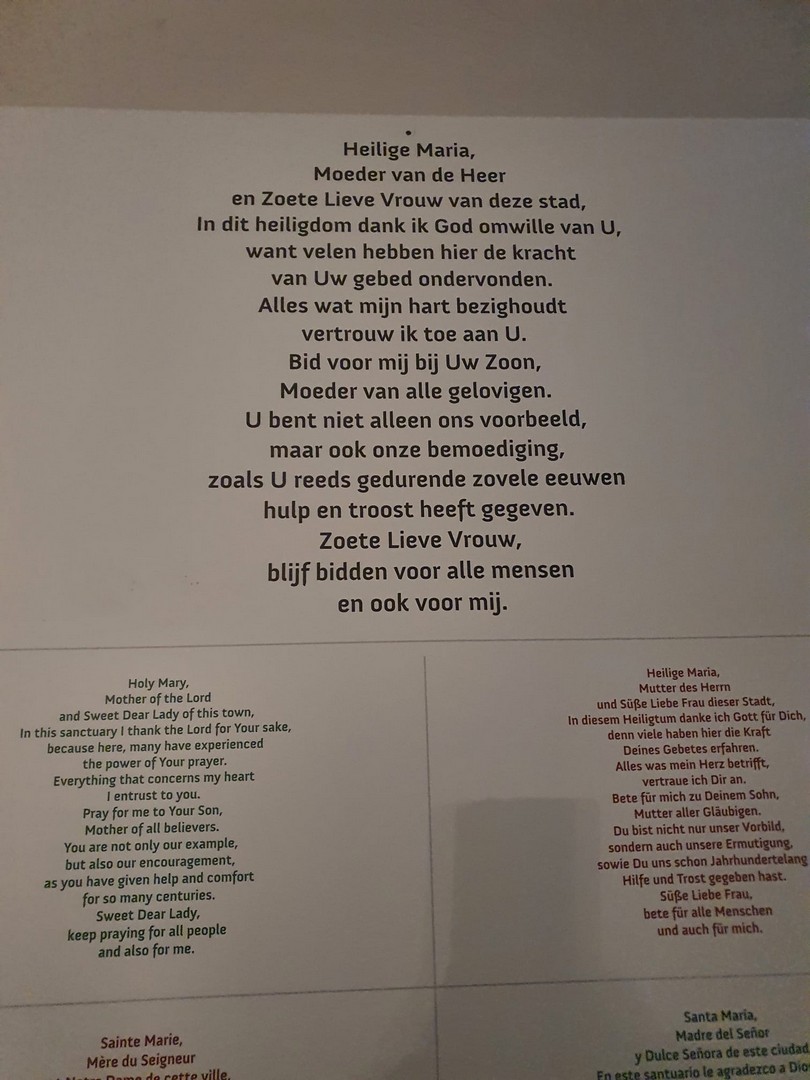 Heilige Maria,
Moeder van de Heer
en Zoete Lieve Vrouw van deze stad,
In dit heiligdom dank ik God omwille van U,
want velen hebben hier de kracht
van Uw gebed ondervonden.
Alles wat mijn hart bezighoudt
vertrouw ik toe aan U.
Bid voor mij bij Uw Zoon,
Moeder van alle gelovigen.
U bent niet alleen ons voorbeeld,
maar ook onze bemoediging,
zoals U reeds gedurende zovele eeuwen
hulp en troost heeft gegeven.
Zoete Lieve Vrouw,
blijf bidden voor alle mensen
en ook voor mij.
Holy Mary,
Mother of the Lord
and Sweet Dear Lady of this town,
In this sanctuary I thank the Lord for Your sake,
because here, many have experienced
the power of Your prayer.
Everything that concerns my heart
I entrust to you.
Pray for me to Your Son,
Mother of all believers.
You are not only our example,
but also our encouragement,
as you have given help and comfort
for so many centuries.
Sweet Dear Lady,
keep praying for all people
and also for me.
Heilige Maria,
Mutter des Herrn
und Süße Liebe Frau dieser Stadt,
In diesem Heiligtum danke ich Gott für Dich,
denn viele haben hier die Kraft
Deines Gebetes erfahren.
Alles was mein Herz betrifft,
vertraue ich Dir an.
Bete für mich zu Deinem Sohn,
Mutter aller Gläubigen.
Du bist nicht nur unser Vorbild,
sondern auch unsere Ermutigung,
sowie Du uns schon Jahrhundertelang
Hilfe und Trost gegeben hast.
Süße Liebe Frau,
bete für alle Menschen
und auch für mich.
Sainte Marie,
Mère du Seigneur
Notre Dame de cette ville,
Santa María,
Madre del Señor
y Dulce Señora de este ciudad
En este santuario le agradezco a